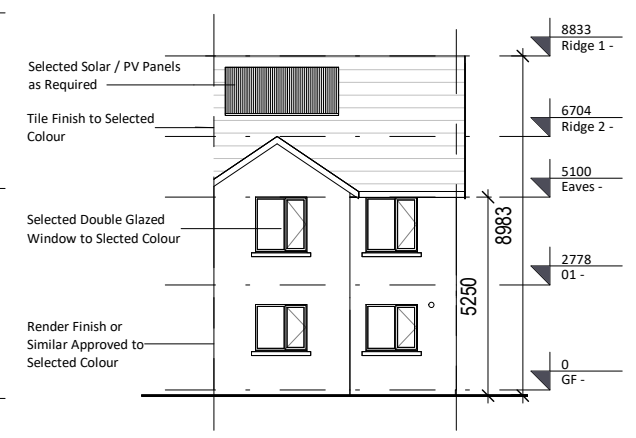 Selected Solar / PV Panels
as Required
Tile Finish to Selected
Colour
Selected Double Glazed
Window to Slected Colour
Render Finish or
Similar Approved to
Selected Colour
5250
8983
8833
Ridge 1 -
6704
Ridge 2 -
5100
Eaves -
2778
01 -
0
GF -